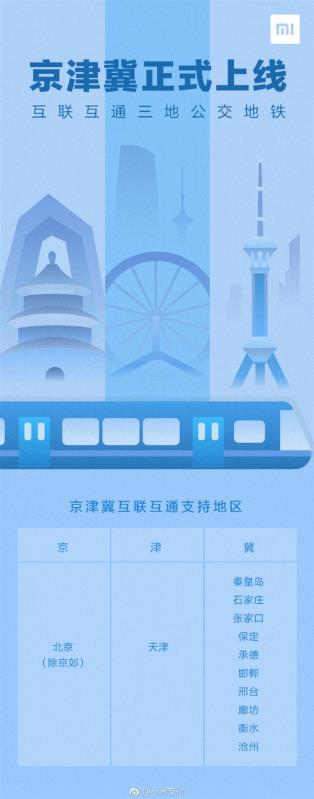 MI
京津冀正式上线
互联互通三地公交地铁
京津冀互联互通支持地区
京 津 冀
北京
(除京郊)
天津
秦皇岛
石家庄
张家口
保定
承德
邯郸
邢台
廊坊
衡水
沧州
@小米支付